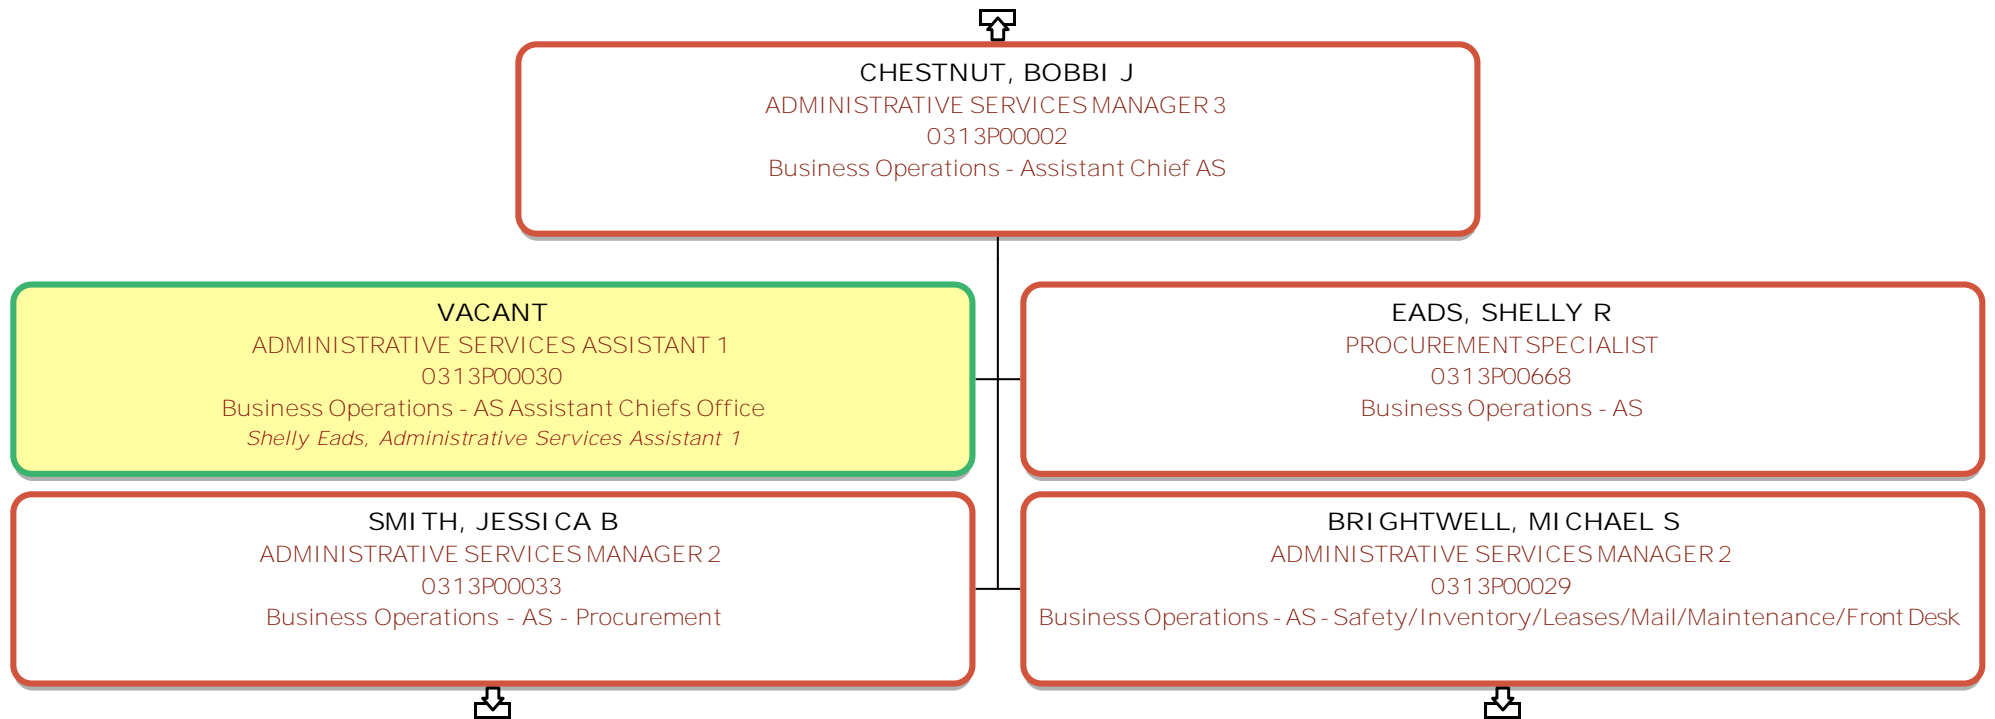 CHESTNUT, BOBBI J
ADMINISTRATIVE SERVICES MANAGER 3
0313P00002
Business Operations - Assistant Chief AS
VACANT
ADMINISTRATIVE SERVICES ASSISTANT 1
0313P00030
Business Operations - AS Assistant Chiefs Office
Shelly Eads, Administrative Services Assistant 1
EADS, SHELLY R
PROCUREMENT SPECIALIST
0313P00668
Business Operations - AS
SMITH, JESSICA B
ADMINISTRATIVE SERVICES MANAGER 2
0313P00033
Business Operations - AS - Procurement
BRIGHTWELL, MICHAEL S
ADMINISTRATIVE SERVICES MANAGER 2
0313P00029
Business Operations - AS - Safety/Inventory/Leases/Mail/Maintenance/Front Desk